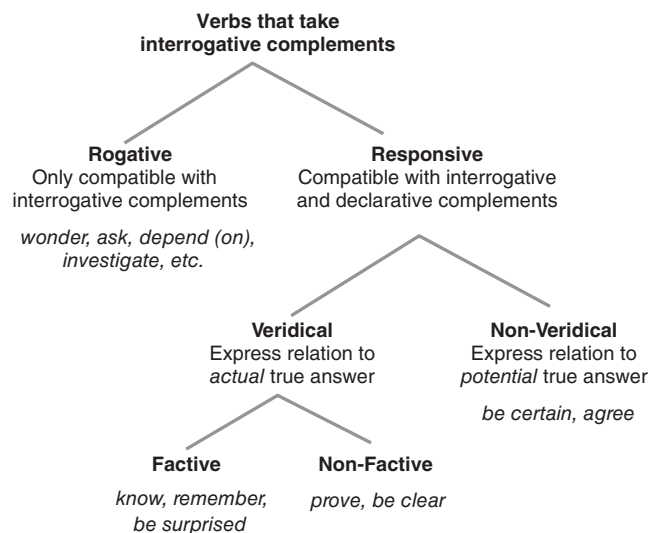 Verbs that take
interrogative complements
Rogative
Only compatible with
interrogative complements
wonder, ask, depend (on),
investigate, etc.
Responsive
Compatible with interrogative
and declarative complements
Veridical
Express relation to
actual true answer
Non-Veridical
Express relation to
potential true answer
be certain, agree
Factive
know, remember,
be surprised
Non-Factive
prove, be clear